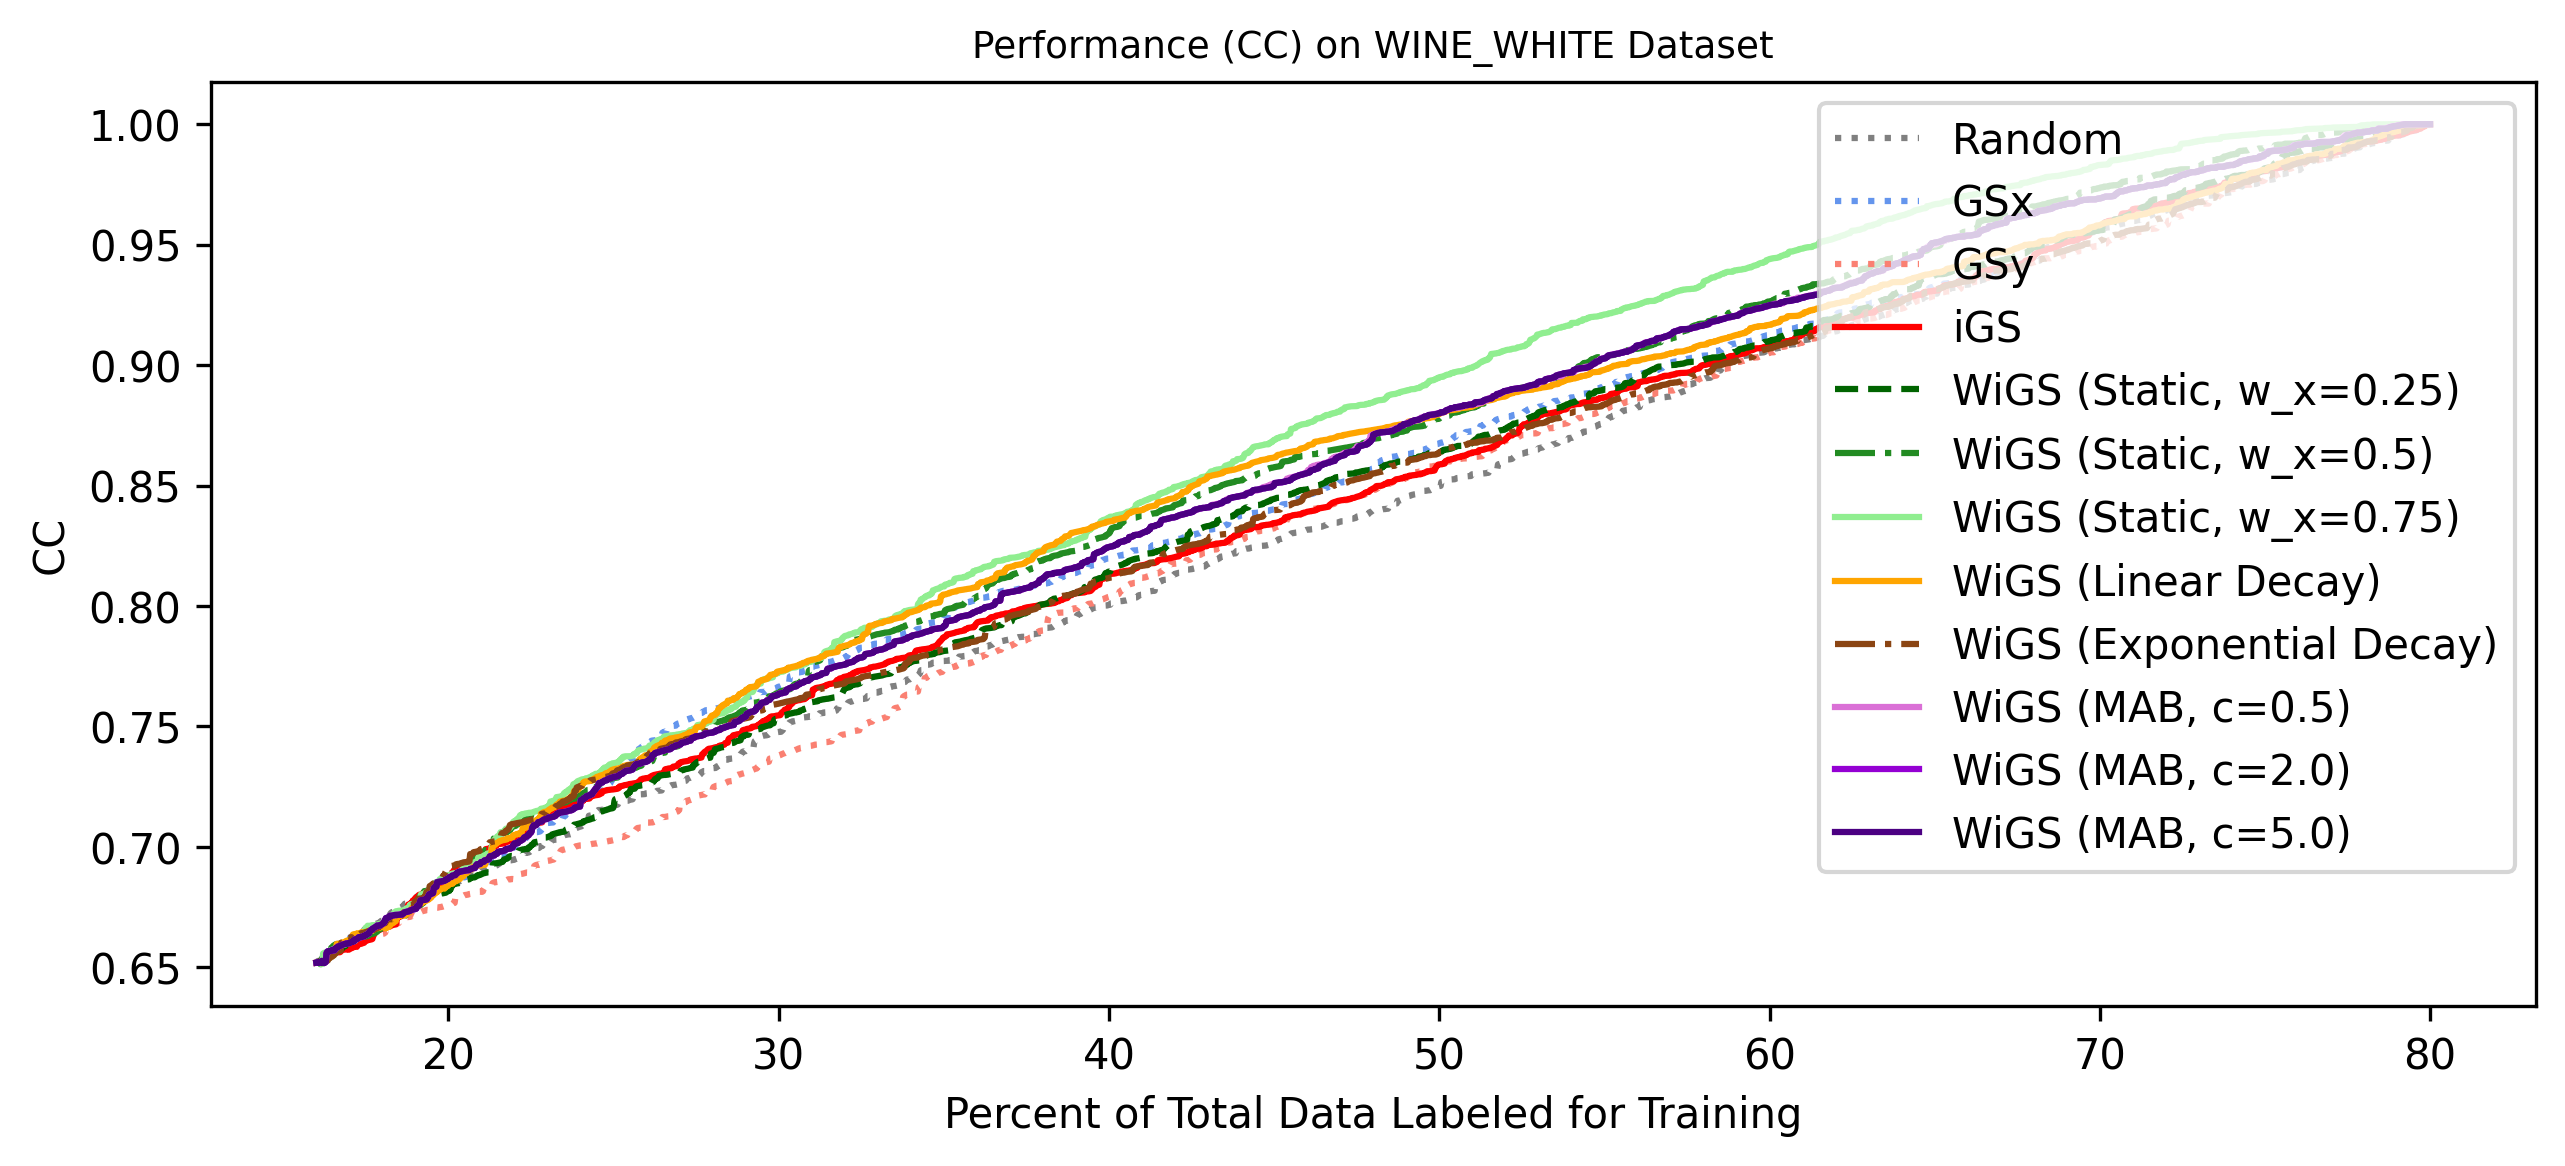 Performance (CC) on WINE_WHITE Dataset
1.00
0.95
0.90
0.85
0.80
0.75
0.70
0.65
CC
20
30
40
50
60
70
80
Percent of Total Data Labeled for Training
Random
GSx
GSy
iGS
WiGS (Static, w_x=0.25)
WiGS (Static, w_x=0.5)
WiGS (Static, w_x=0.75)
WiGS (Linear Decay)
WiGS (Exponential Decay)
WiGS (MAB, c=0.5)
WiGS (MAB, c=2.0)
WiGS (MAB, c=5.0)